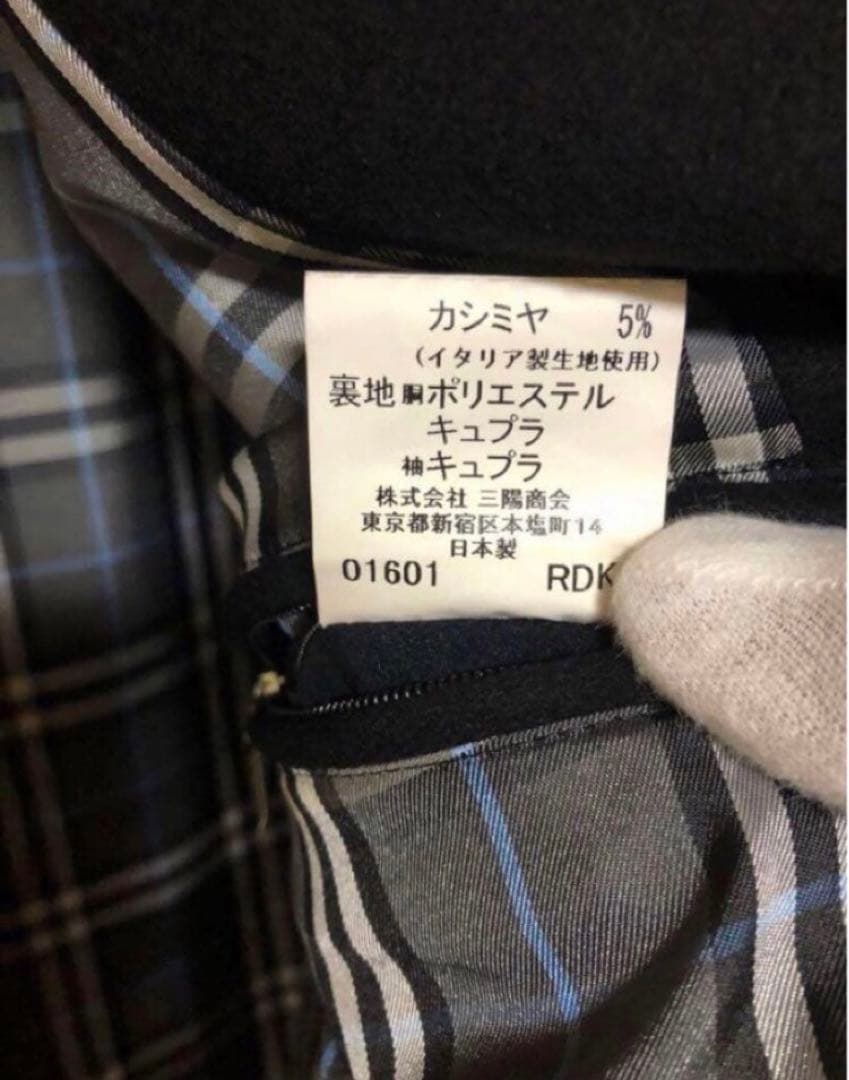 カシミヤ 5%
(イタリア製生地使用)
裏地 胴ポリエステル
キュプラ
袖キュプラ
株式会社 三陽商会
東京都新宿区本塩町14
日本製
01601 RDK